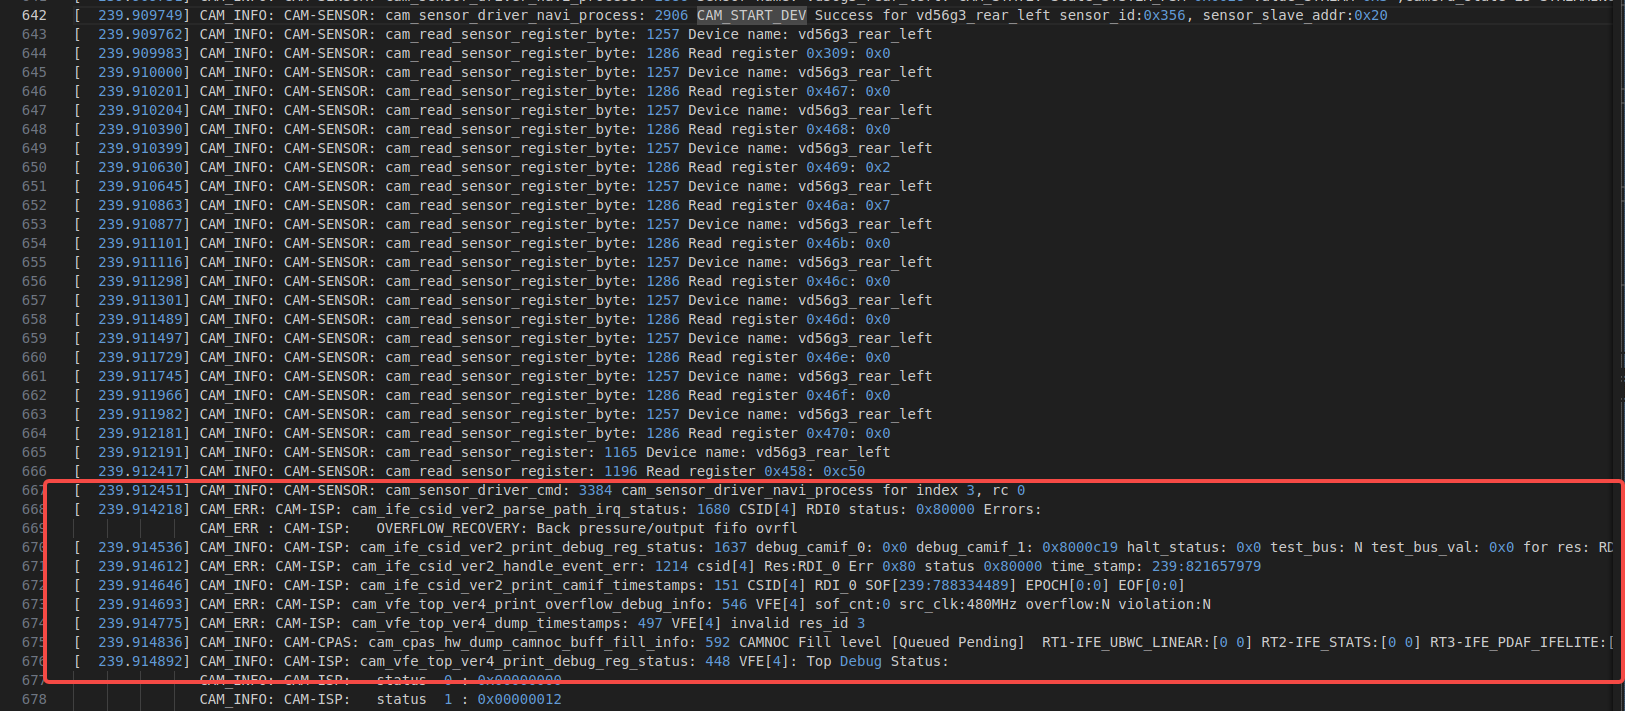 642 [ 239.909749] CAM_INFO: CAM-SENSOR: cam_sensor_driver_navi_process: 2906 CAM_START_DEV Success for vd56g3_rear_left sensor_id:0x356, sensor_slave_addr:0x20
643 [ 239.909762] CAM_INFO: CAM-SENSOR: cam_read_sensor_register_byte: 1257 Device name: vd56g3_rear_left
644 [ 239.909983] CAM_INFO: CAM-SENSOR: cam_read_sensor_register_byte: 1286 Read register 0x309: 0x0
645 [ 239.910000] CAM_INFO: CAM-SENSOR: cam_read_sensor_register_byte: 1257 Device name: vd56g3_rear_left
646 [ 239.910201] CAM_INFO: CAM-SENSOR: cam_read_sensor_register_byte: 1286 Read register 0x467: 0x0
647 [ 239.910204] CAM_INFO: CAM-SENSOR: cam_read_sensor_register_byte: 1257 Device name: vd56g3_rear_left
648 [ 239.910390] CAM_INFO: CAM-SENSOR: cam_read_sensor_register_byte: 1286 Read register 0x468: 0x0
649 [ 239.910399] CAM_INFO: CAM-SENSOR: cam_read_sensor_register_byte: 1257 Device name: vd56g3_rear_left
650 [ 239.910630] CAM_INFO: CAM-SENSOR: cam_read_sensor_register_byte: 1286 Read register 0x469: 0x2
651 [ 239.910645] CAM_INFO: CAM-SENSOR: cam_read_sensor_register_byte: 1257 Device name: vd56g3_rear_left
652 [ 239.910863] CAM_INFO: CAM-SENSOR: cam_read_sensor_register_byte: 1286 Read register 0x46a: 0x7
653 [ 239.910877] CAM_INFO: CAM-SENSOR: cam_read_sensor_register_byte: 1257 Device name: vd56g3_rear_left
654 [ 239.911101] CAM_INFO: CAM-SENSOR: cam_read_sensor_register_byte: 1286 Read register 0x46b: 0x0
655 [ 239.911116] CAM_INFO: CAM-SENSOR: cam_read_sensor_register_byte: 1257 Device name: vd56g3_rear_left
656 [ 239.911298] CAM_INFO: CAM-SENSOR: cam_read_sensor_register_byte: 1286 Read register 0x46c: 0x0
657 [ 239.911301] CAM_INFO: CAM-SENSOR: cam_read_sensor_register_byte: 1257 Device name: vd56g3_rear_left
658 [ 239.911489] CAM_INFO: CAM-SENSOR: cam_read_sensor_register_byte: 1286 Read register 0x46d: 0x0
659 [ 239.911497] CAM_INFO: CAM-SENSOR: cam_read_sensor_register_byte: 1257 Device name: vd56g3_rear_left
660 [ 239.911729] CAM_INFO: CAM-SENSOR: cam_read_sensor_register_byte: 1286 Read register 0x46e: 0x0
661 [ 239.911745] CAM_INFO: CAM-SENSOR: cam_read_sensor_register_byte: 1257 Device name: vd56g3_rear_left
662 [ 239.911966] CAM_INFO: CAM-SENSOR: cam_read_sensor_register_byte: 1286 Read register 0x46f: 0x0
663 [ 239.911982] CAM_INFO: CAM-SENSOR: cam_read_sensor_register_byte: 1257 Device name: vd56g3_rear_left
664 [ 239.912181] CAM_INFO: CAM-SENSOR: cam_read_sensor_register_byte: 1286 Read register 0x470: 0x0
665 [ 239.912191] CAM_INFO: CAM-SENSOR: cam_read_sensor_register: 1165 Device name: vd56g3_rear_left
666 [ 239.912417] CAM_INFO: CAM-SENSOR: cam_read_sensor_register: 1196 Read register 0x458: 0xc50
667 [ 239.912451] CAM_INFO: CAM-SENSOR: cam_sensor_driver_cmd: 3384 cam_sensor_driver_navi_process for index 3, rc 0
668 [ 239.914218] CAM_ERR: CAM-ISP: cam_ife_csid_ver2_parse_path_irq_status: 1680 CSID[4] RDI0 status: 0x80000 Errors:
669 CAM_ERR : CAM-ISP: OVERFLOW_RECOVERY: Back pressure/output fifo ovrfl
670 [ 239.914536] CAM_INFO: CAM-ISP: cam_ife_csid_ver2_print_debug_reg_status: 1637 debug_camif_0: 0x0 debug_camif_1: 0x8000c19 halt_status: 0x0 test_bus: N test_bus_val: 0x0 for res: RD
671 [ 239.914612] CAM_ERR: CAM-ISP: cam_ife_csid_ver2_handle_event_err: 1214 csid[4] Res:RDI_0 Err 0x80 status 0x80000 time_stamp: 239:821657979
672 [ 239.914646] CAM_INFO: CAM-ISP: cam_ife_csid_ver2_print_camif_timestamps: 151 CSID[4] RDI_0 SOF[239:788334489] EPOCH[0:0] EOF[0:0]
673 [ 239.914693] CAM_ERR: CAM-ISP: cam_vfe_top_ver4_print_overflow_debug_info: 546 VFE[4] sof_cnt:0 src_clk:480MHz overflow:N violation:N
674 [ 239.914775] CAM_ERR: CAM-ISP: cam_vfe_top_ver4_dump_timestamps: 497 VFE[4] invalid res_id 3
675 [ 239.914836] CAM_INFO: CAM-CPAS: cam_cpas_hw_dump_camnoc_buff_fill_info: 592 CAMNOC Fill level [Queued Pending] RT1-IFE_UBWC_LINEAR:[0 0] RT2-IFE_STATS:[0 0] RT3-IFE_PDAF_IFELITE:[
676 [ 239.914892] CAM_INFO: CAM-ISP: cam_vfe_top_ver4_print_debug_reg_status: 448 VFE[4]: Top Debug Status:
677 CAM_INFO: CAM-ISP: status 0 : 0x00000000
678 CAM_INFO: CAM-ISP: status 1 : 0x00000012